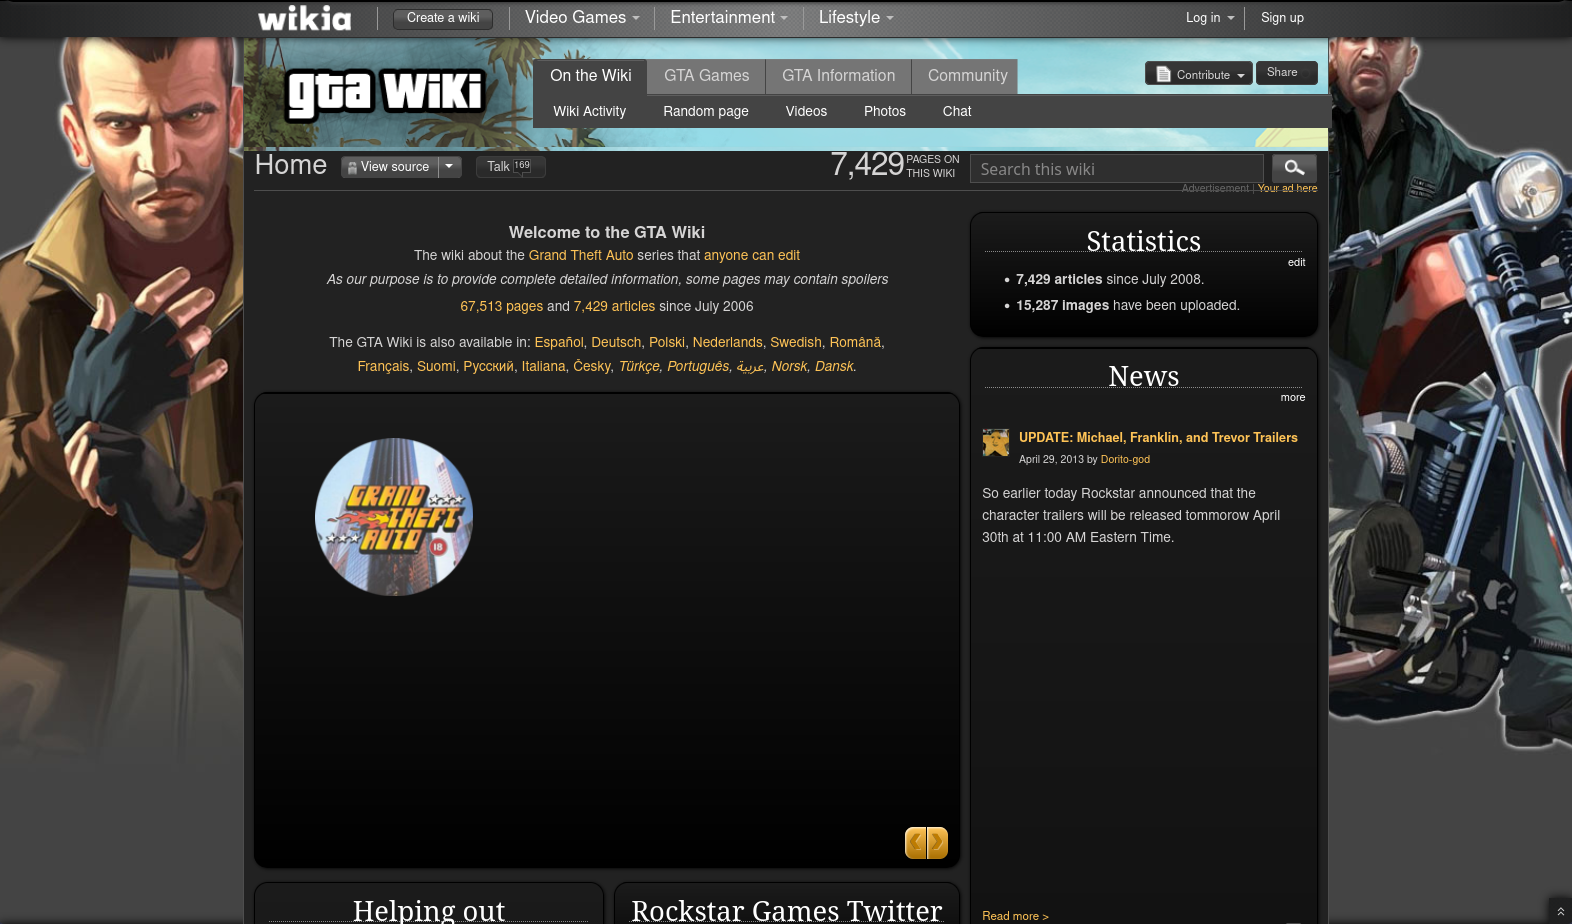 wikia
Create a wiki
Video Games
Entertainment
Lifestyle
Log in
Sign up
gta wiki
On the Wiki
GTA Games
GTA Information
Community
Contribute
Share
Wiki Activity
Random page
Videos
Photos
Chat
Home
View source
Talk 169
7,429 PAGES ON
THIS WIKI
Search this wiki
Advertisement | Your ad here
Welcome to the GTA Wiki
The wiki about the Grand Theft Auto series that anyone can edit
As our purpose is to provide complete detailed information, some pages may contain spoilers
67,513 pages and 7,429 articles since July 2006
The GTA Wiki is also available in: Español, Deutsch, Polski, Nederlands, Swedish, Română,
Français, Suomi, Русский, Italiana, Česky, Türkçe, Português, عربية, Norsk, Dansk.
GRAND
THEFT
AUTO
18
Helping out
Rockstar Games Twitter
Statistics
edit
7,429 articles since July 2008.
15,287 images have been uploaded.
News
more
UPDATE: Michael, Franklin, and Trevor Trailers
April 29, 2013 by Dorito-god
So earlier today Rockstar announced that the
character trailers will be released tommorow April
30th at 11:00 AM Eastern Time.
Read more >